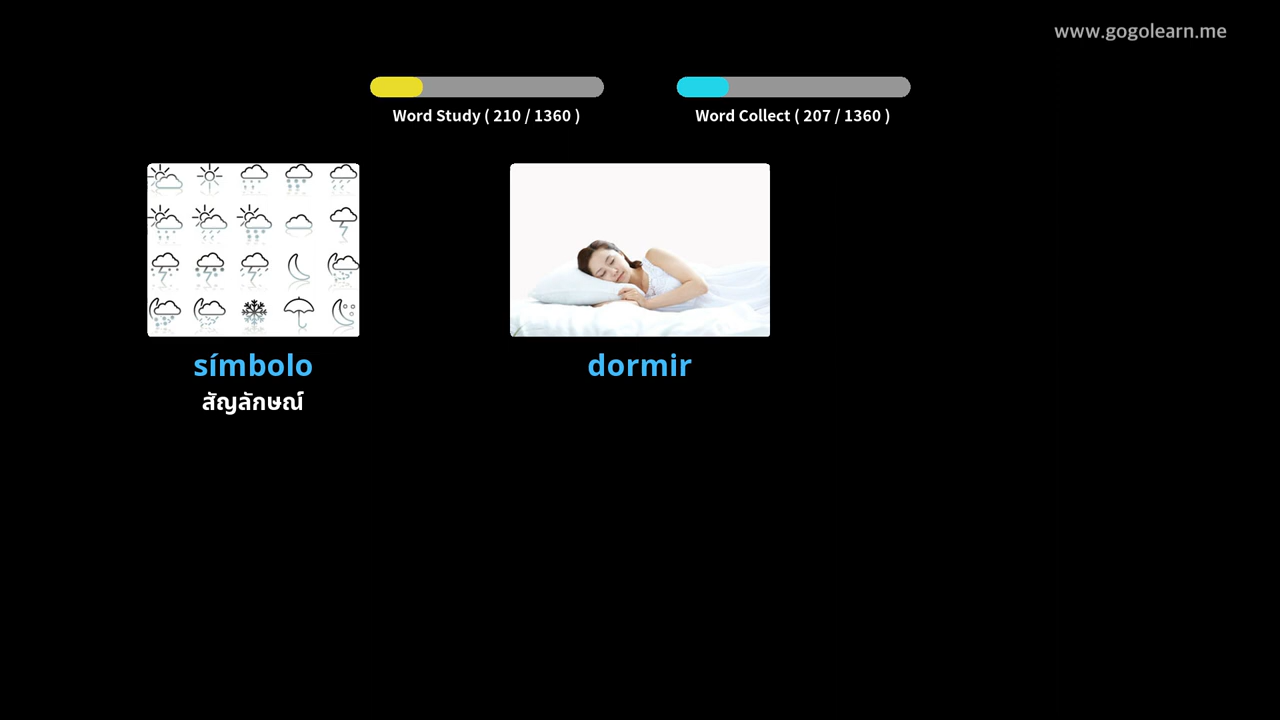 www.gogolearn.me
Word Study ( 210 / 1360 )
Word Collect ( 207 / 1360 )
símbolo
สัญลักษณ์
dormir